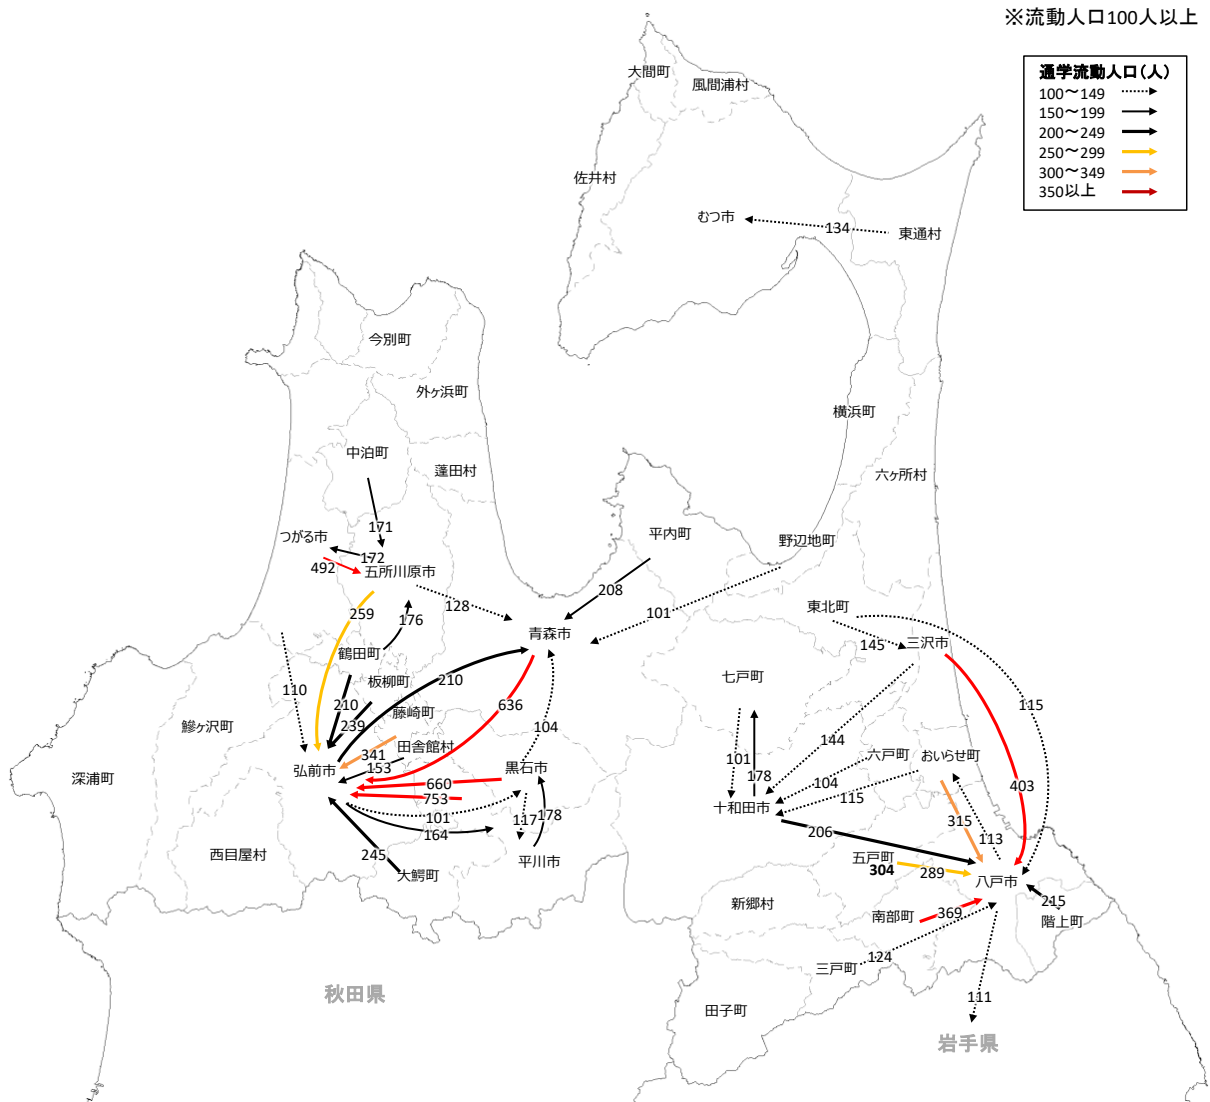 ※流動人口100人以上
通学流動人口(人)
100～149
150～199
200～249
250～299
300～349
350以上
大間町
風間浦村
佐井村
むつ市
134
東通村
今別町
外ヶ浜町
横浜町
中泊町
蓬田村
六ヶ所村
171
つがる市
平内町
野辺地町
172
492
五所川原市
208
259
128
101
東北町
176
青森市
145
三沢市
鶴田町
110
板柳町
210
七戸町
210
藤崎町
636
115
239
104
144
田舎館村
341
101
六戸町
おいらせ町
弘前市
153
黒石市
178
104
403
深浦町
鰺ヶ沢町
660
753
115
十和田市
101
117
178
315
113
164
206
西目屋村
245
平川市
五戸町
304
289
大鰐町
八戸市
新郷村
南部町
369
215
階上町
124
三戸町
秋田県
111
田子町
岩手県